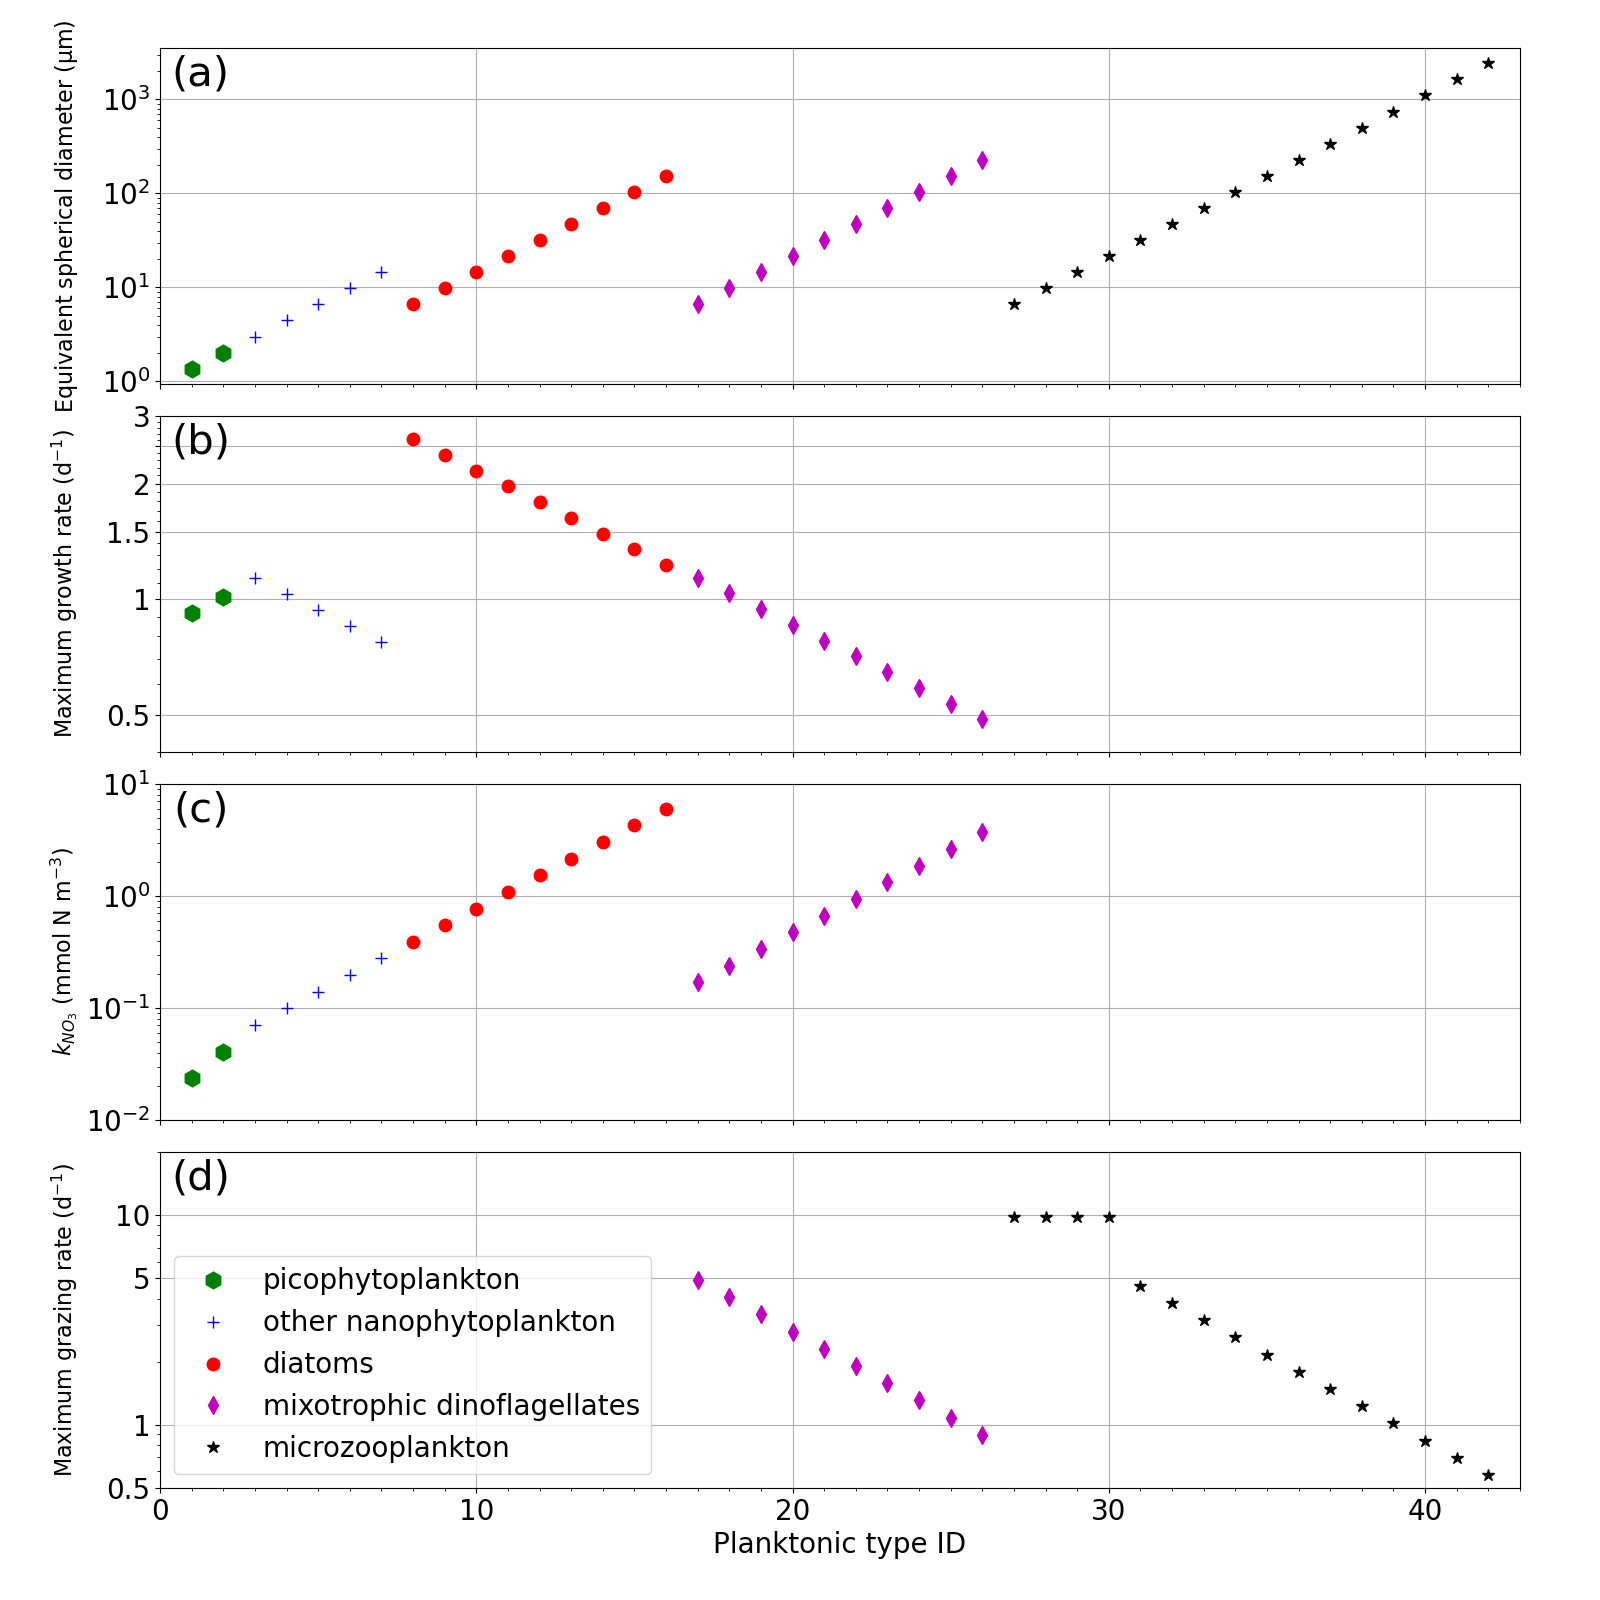 Equivalent spherical diameter (μm)
(a)
10³
10²
10¹
10⁰
Maximum growth rate (d⁻¹)
(b)
3
2
1.5
1
0.5
k_{NO₃} (mmol N m⁻³)
(c)
10¹
10⁰
10⁻¹
10⁻²
Maximum grazing rate (d⁻¹)
(d)
10
5
1
0.5
picophytoplankton
other nanophytoplankton
diatoms
mixotrophic dinoflagellates
microzooplankton
0 10 20 30 40
Planktonic type ID